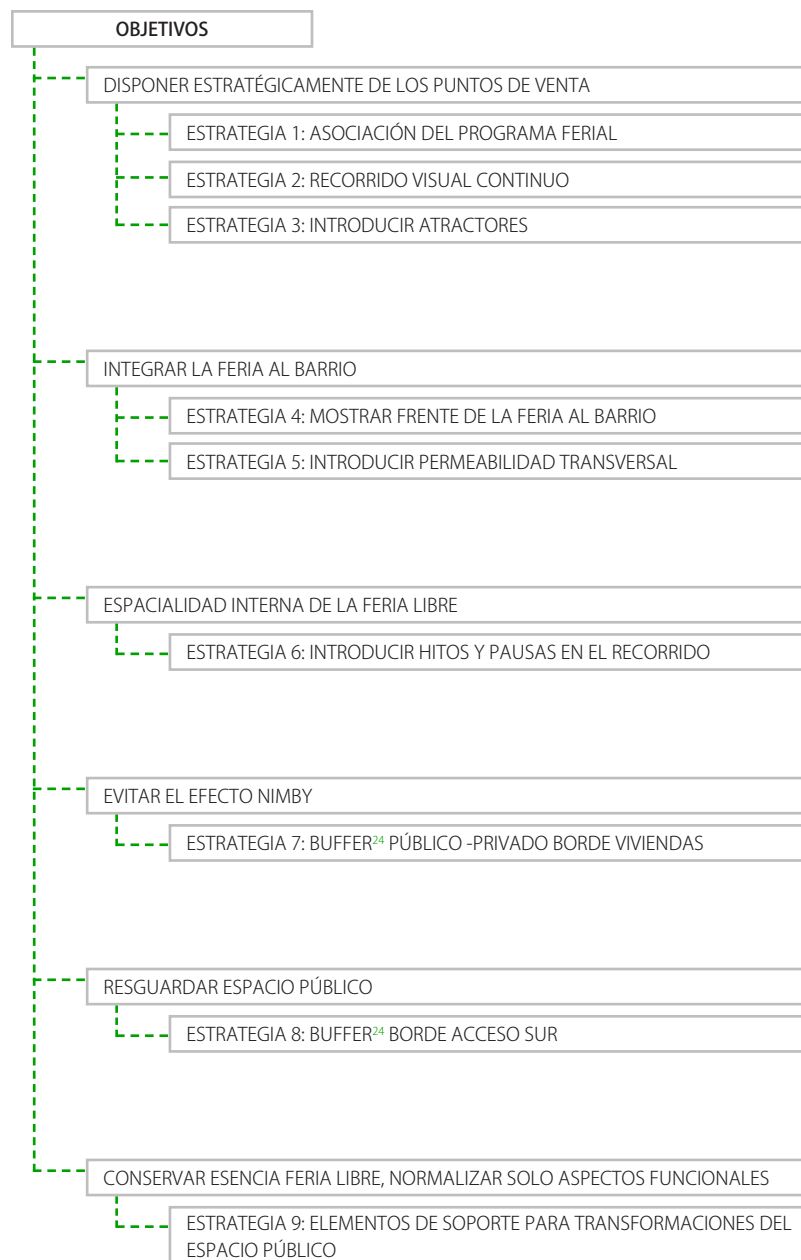 OBJETIVOS
DISPONER ESTRATÉGICAMENTE DE LOS PUNTOS DE VENTA
ESTRATEGIA 1: ASOCIACIÓN DEL PROGRAMA FERIAL
ESTRATEGIA 2: RECORRIDO VISUAL CONTINUO
ESTRATEGIA 3: INTRODUCIR ATRACTORES
INTEGRAR LA FERIA AL BARRIO
ESTRATEGIA 4: MOSTRAR FRENTE DE LA FERIA AL BARRIO
ESTRATEGIA 5: INTRODUCIR PERMEABILIDAD TRANSVERSAL
ESPACIALIDAD INTERNA DE LA FERIA LIBRE
ESTRATEGIA 6: INTRODUCIR HITOS Y PAUSAS EN EL RECORRIDO
EVITAR EL EFECTO NIMBY
ESTRATEGIA 7: BUFFER²⁴ PÚBLICO -PRIVADO BORDE VIVIENDAS
RESGUARDAR ESPACIO PÚBLICO
ESTRATEGIA 8: BUFFER²⁴ BORDE ACCESO SUR
CONSERVAR ESENCIA FERIA LIBRE, NORMALIZAR SOLO ASPECTOS FUNCIONALES
ESTRATEGIA 9: ELEMENTOS DE SOPORTE PARA TRANSFORMACIONES DEL
ESPACIO PÚBLICO